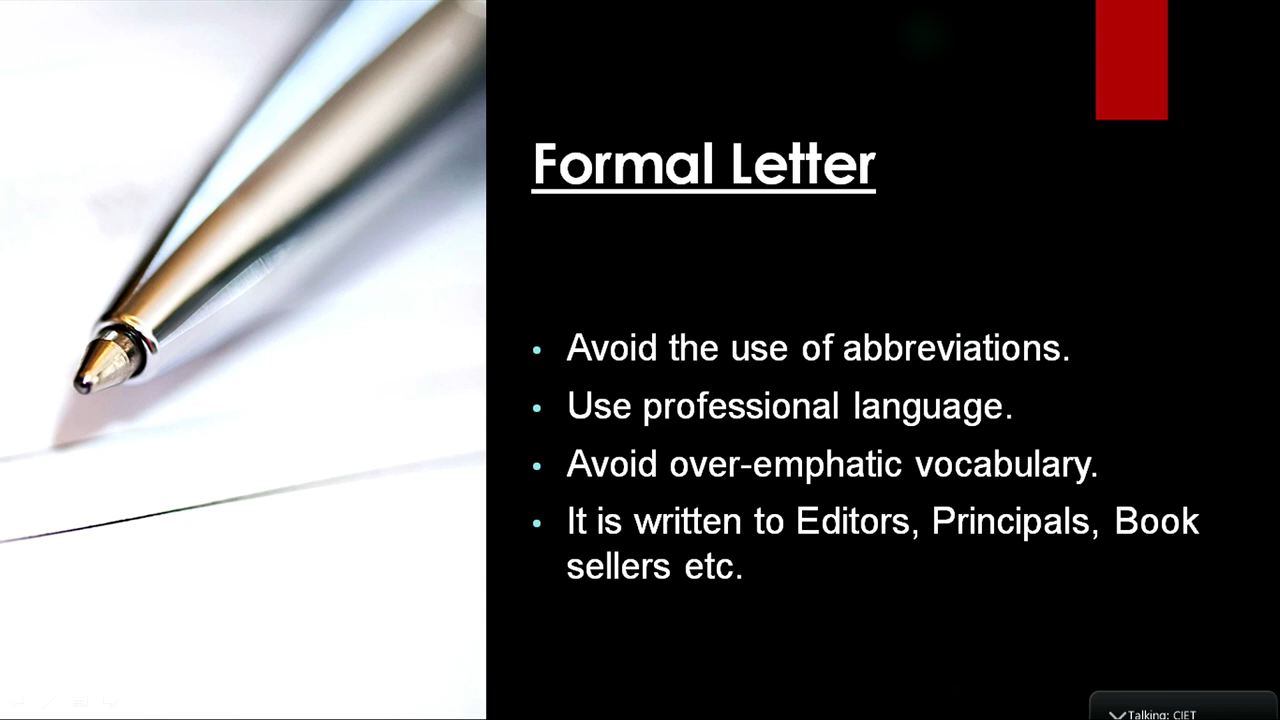 Formal Letter
• Avoid the use of abbreviations.
• Use professional language.
• Avoid over-emphatic vocabulary.
• It is written to Editors, Principals, Book
sellers etc.
Talking: CIET